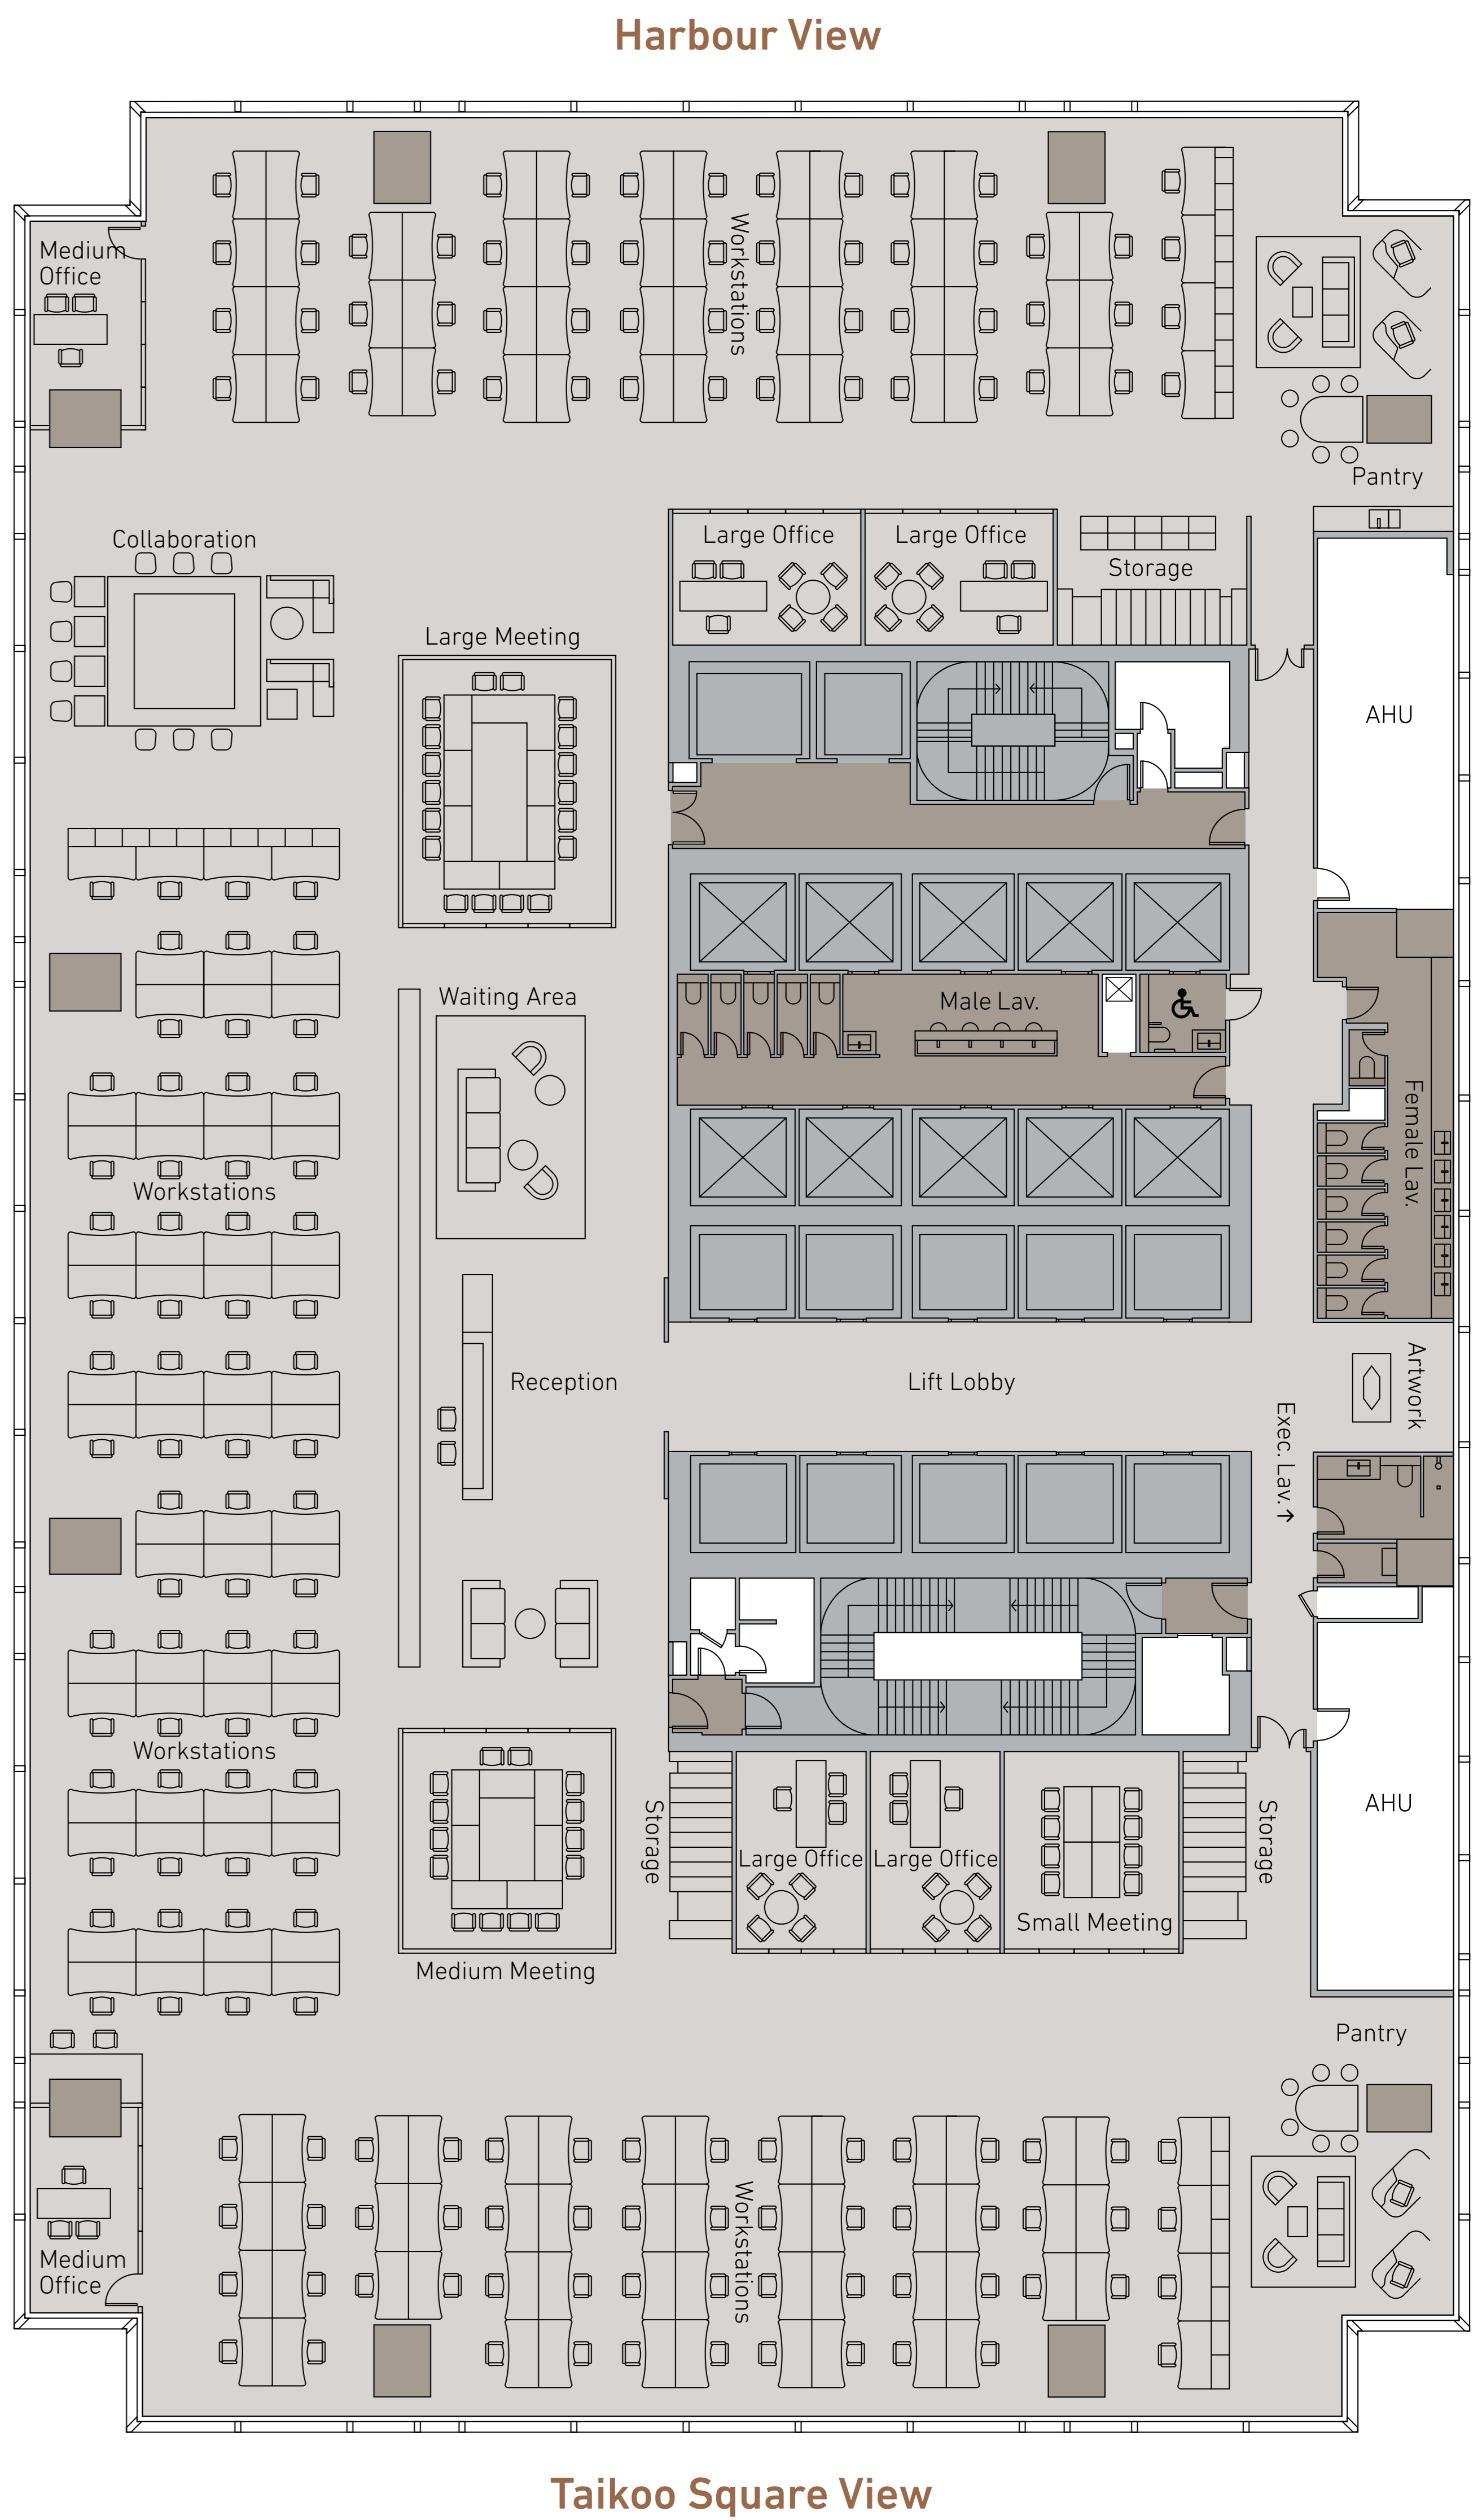 Harbour View
Medium
Office
Workstations
Pantry
Collaboration
Large Office
Large Office
Storage
Large Meeting
AHU
Waiting Area
Male Lav.
Female Lav.
Workstations
Reception
Lift Lobby
Artwork
Exec. Lav.↑
Workstations
Storage
Large Office
Large Office
Small Meeting
Storage
AHU
Medium Meeting
Pantry
Workstations
Medium
Office
Taikoo Square View